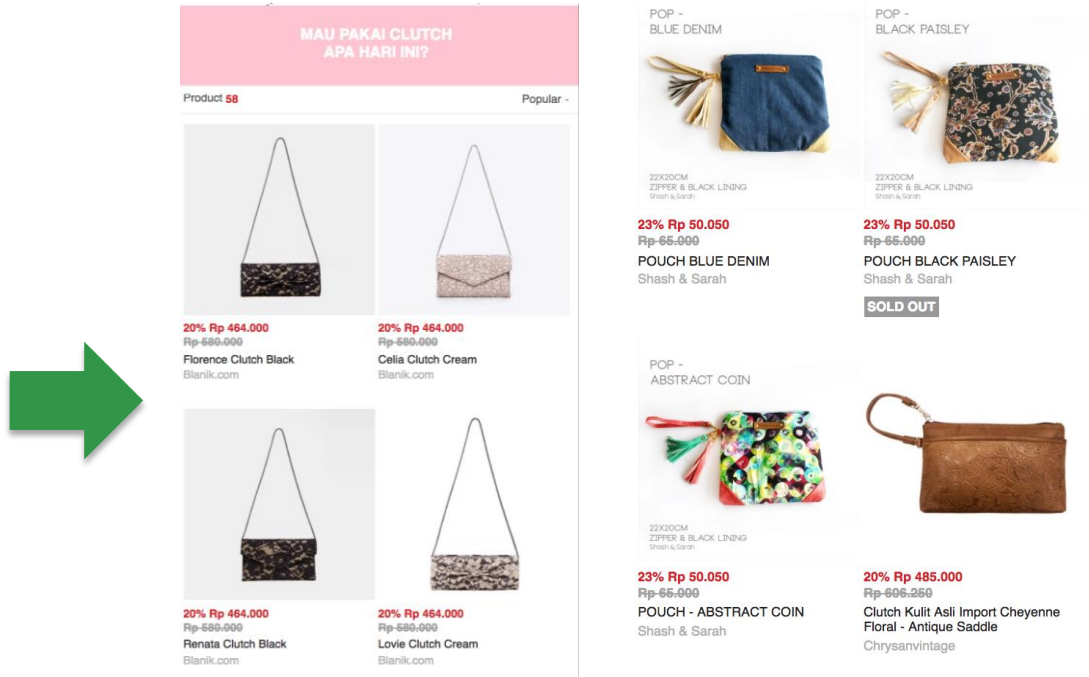 MAU PAKAI CLUTCH
APA HARI INI?
Product 58
Popular -
20% Rp 464.000
Rp 580.000
Florence Clutch Black
Blanik.com
20% Rp 464.000
Rp 580.000
Celia Clutch Cream
Blanik.com
20% Rp 464.000
Rp 580.000
Renata Clutch Black
Blanik.com
20% Rp 464.000
Rp 580.000
Lovie Clutch Cream
Blanik.com
POP -
BLUE DENIM
22X20CM
ZIPPER & BLACK LINING
Shash & Sarah
23% Rp 50.050
Rp 65.000
POUCH BLUE DENIM
Shash & Sarah
POP -
BLACK PAISLEY
22X20CM
ZIPPER & BLACK LINING
Shash & Sarah
23% Rp 50.050
Rp 65.000
POUCH BLACK PAISLEY
Shash & Sarah
SOLD OUT
POP -
ABSTRACT COIN
22X20CM
ZIPPER & BLACK LINING
Shash & Sarah
23% Rp 50.050
Rp 65.000
POUCH - ABSTRACT COIN
Shash & Sarah
20% Rp 485.000
Rp 606.250
Clutch Kulit Asli Import Cheyenne
Floral - Antique Saddle
Chrysanvintage